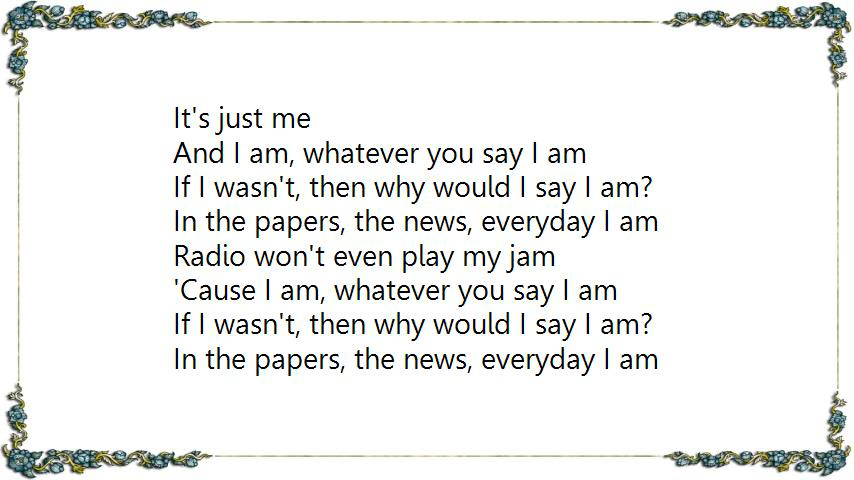 It's just me
And I am, whatever you say I am
If I wasn't, then why would I say I am?
In the papers, the news, everyday I am
Radio won't even play my jam
'Cause I am, whatever you say I am
If I wasn't, then why would I say I am?
In the papers, the news, everyday I am